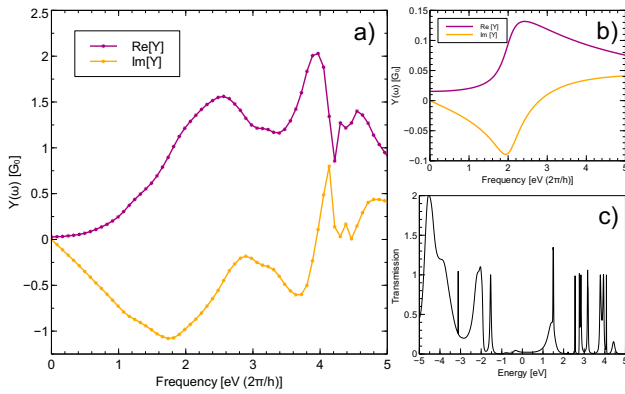 a)
Re[Y]
Im[Y]
2.5
2
1.5
1
0.5
0
−0.5
−1
Y(ω) [G₀]
0 1 2 3 4 5
Frequency [eV (2π/h)]
b)
Re[Y]
Im[Y]
0.15
0.1
0.05
0
−0.05
−0.1
Y(ω) [G₀]
0 1 2 3 4 5
Frequency [eV (2π/h)]
c)
2
1.5
1
0.5
0
Transmission
−5 −4 −3 −2 −1 0 1 2 3 4 5
Energy [eV]